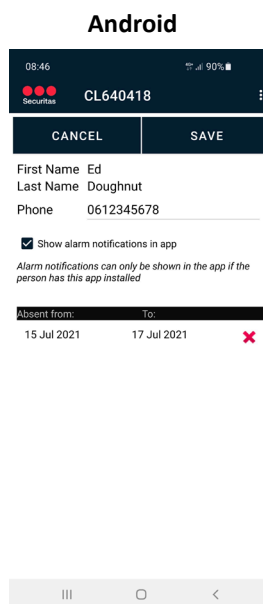 Android
08:46 90%
Securitas CL640418
CANCEL SAVE
First Name Ed
Last Name Doughnut
Phone 0612345678
Show alarm notifications in app
Alarm notifications can only be shown in the app if the
person has this app installed
Absent from: To:
15 Jul 2021 17 Jul 2021